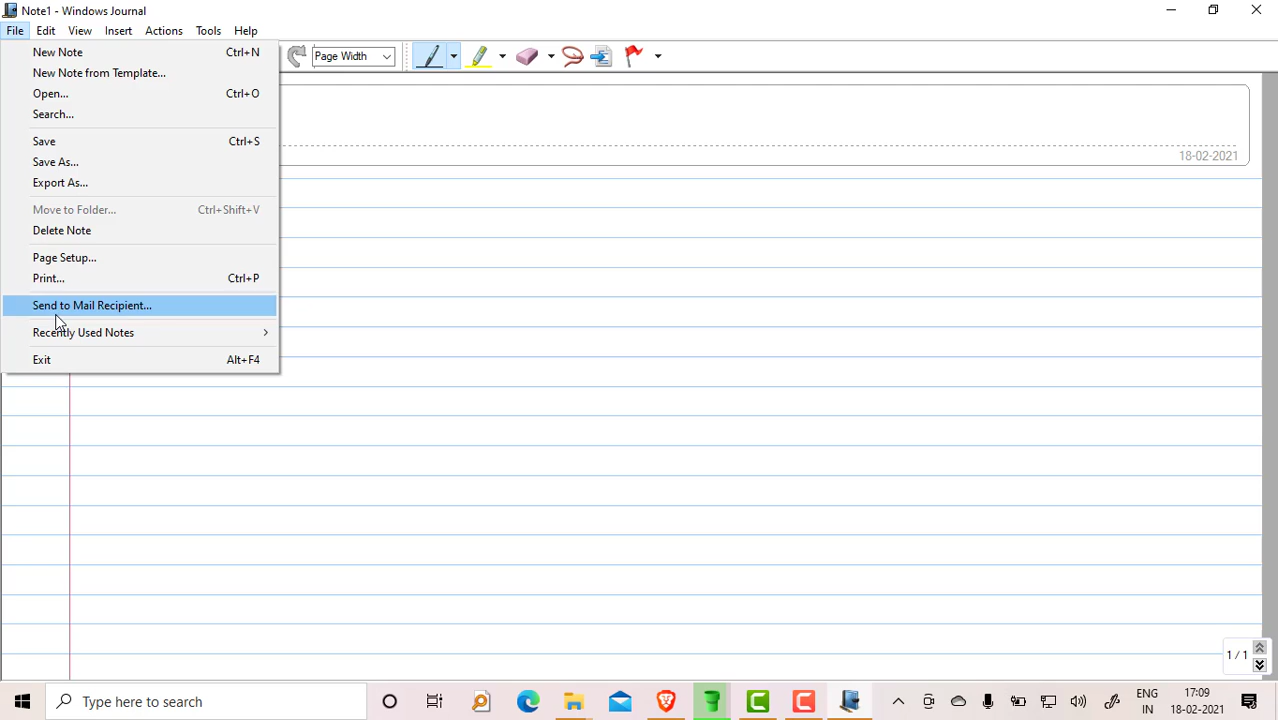 Note1 - Windows Journal
File Edit View Insert Actions Tools Help
Page Width
New Note Ctrl+N
New Note from Template...
Open... Ctrl+O
Search...
Save Ctrl+S
Save As...
Export As...
Move to Folder... Ctrl+Shift+V
Delete Note
Page Setup...
Print... Ctrl+P
Send to Mail Recipient...
Recently Used Notes
Exit Alt+F4
18-02-2021
1 / 1
Type here to search
ENG
IN
17:09
18-02-2021